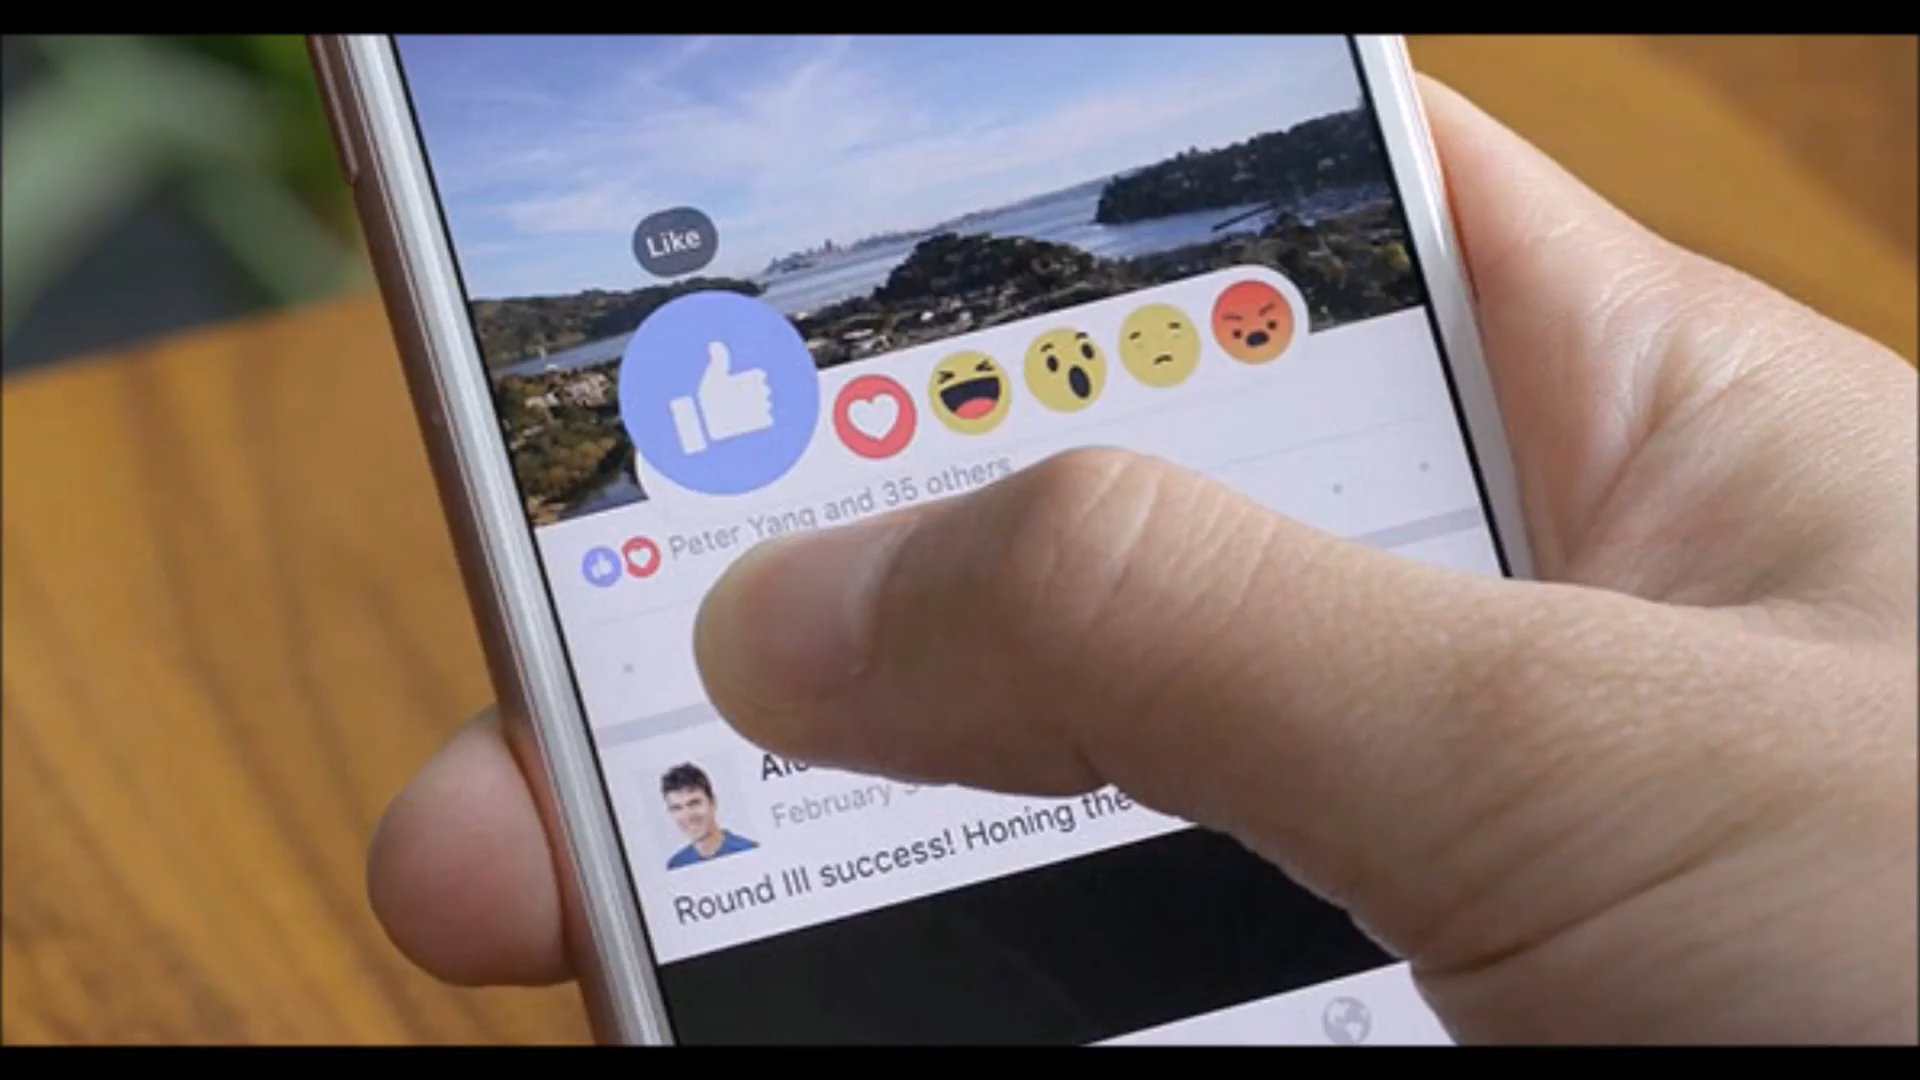 Like
Peter Yang and 35 others
February
Round III success! Honing the